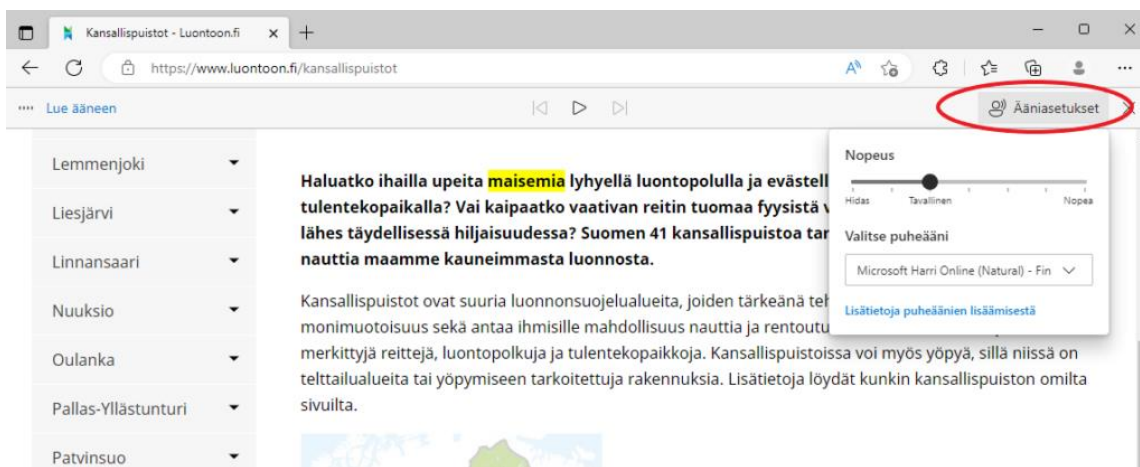 Kansallispuistot - Luontoon.fi
https://www.luontoon.fi/kansallispuistot
Lue ääneen
Ääniasetukset
Lemmenjoki
Liesjärvi
Linnansaari
Nuuksio
Oulanka
Pallas-Yllästunturi
Patvinsuo
Haluatko ihailla upeita maisemia lyhyellä luontopolulla ja evästell
tulentekopaikalla? Vai kaipaatko vaativan reitin tuomaa fyysistä
lähes täydellisessä hiljaisuudessa? Suomen 41 kansallispuistoa
nauttia maamme kauneimmasta luonnosta.
Kansallispuistot ovat suuria luonnonsuojelualueita, joiden tärkeänä
monimuotoisuus sekä antaa ihmisille mahdollisuus nauttia ja
merkittyjä reittejä, luontopolkuja ja tulentekopaikkoja. Kansallispuistoissa voi myös yöpyä, sillä niissä on
telttailualueita tai yöpymiseen tarkoitettuja rakennuksia. Lisätietoja löydät kunkin kansallispuiston omilta
sivuilta.
Nopeus
Hidas Tavallinen Nopea
Valitse puheääni
Microsoft Harri Online (Natural) - Fin
Lisätietoja puheäänien lisäämisestä